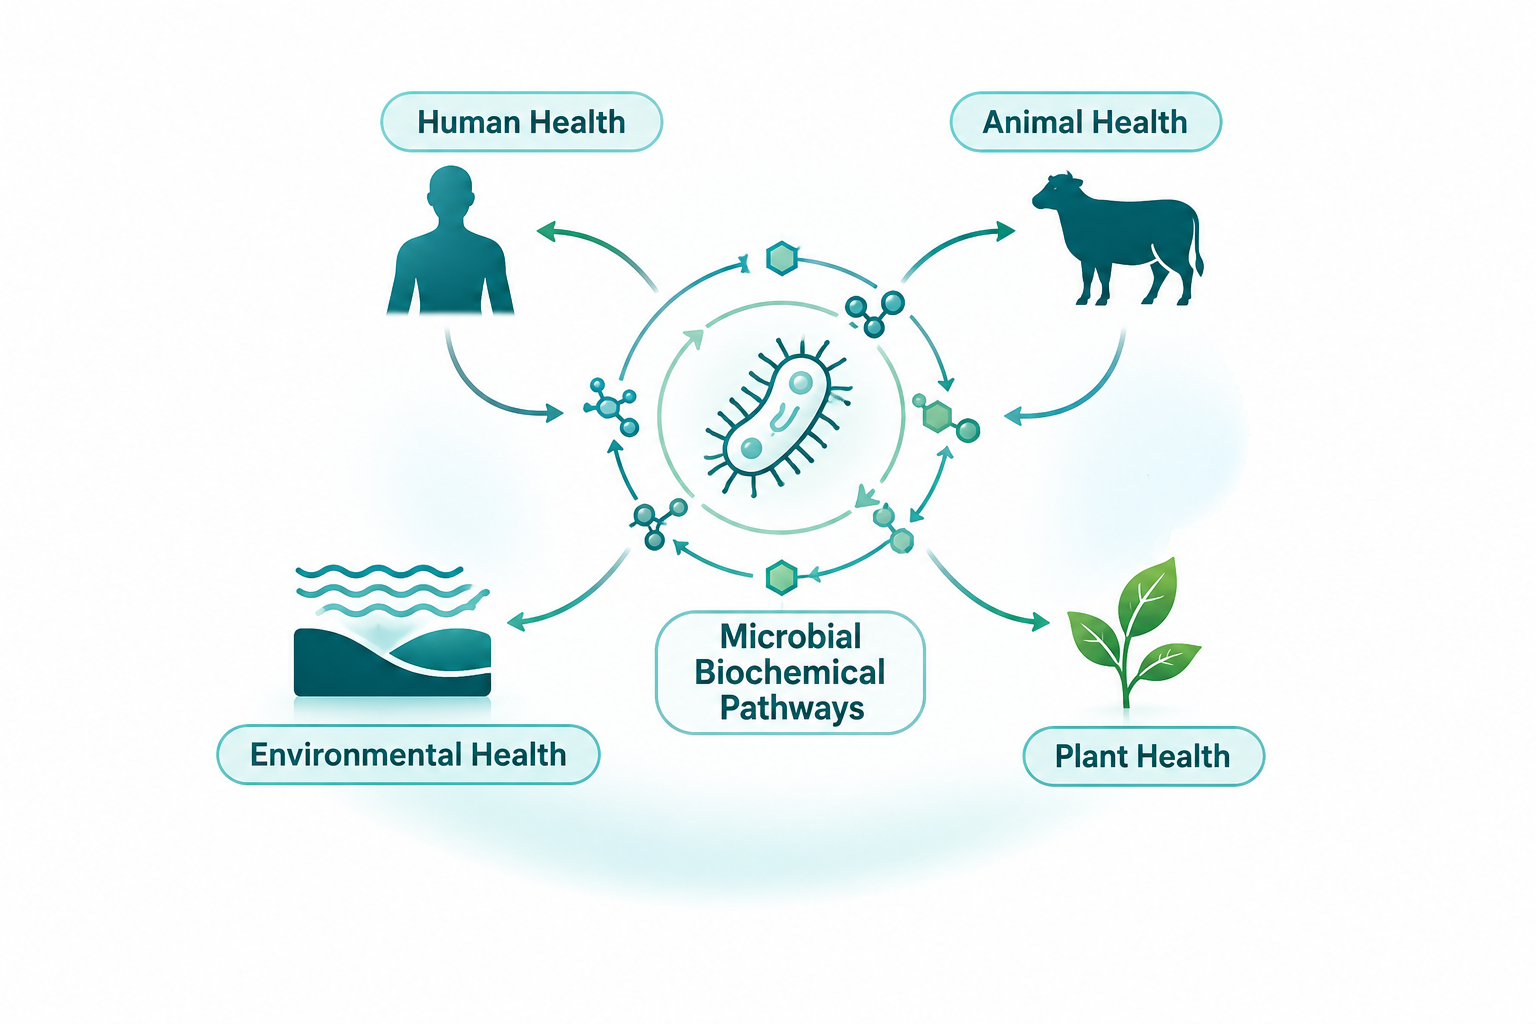 Human Health
Animal Health
Microbial
Biochemical
Pathways
Environmental Health
Plant Health